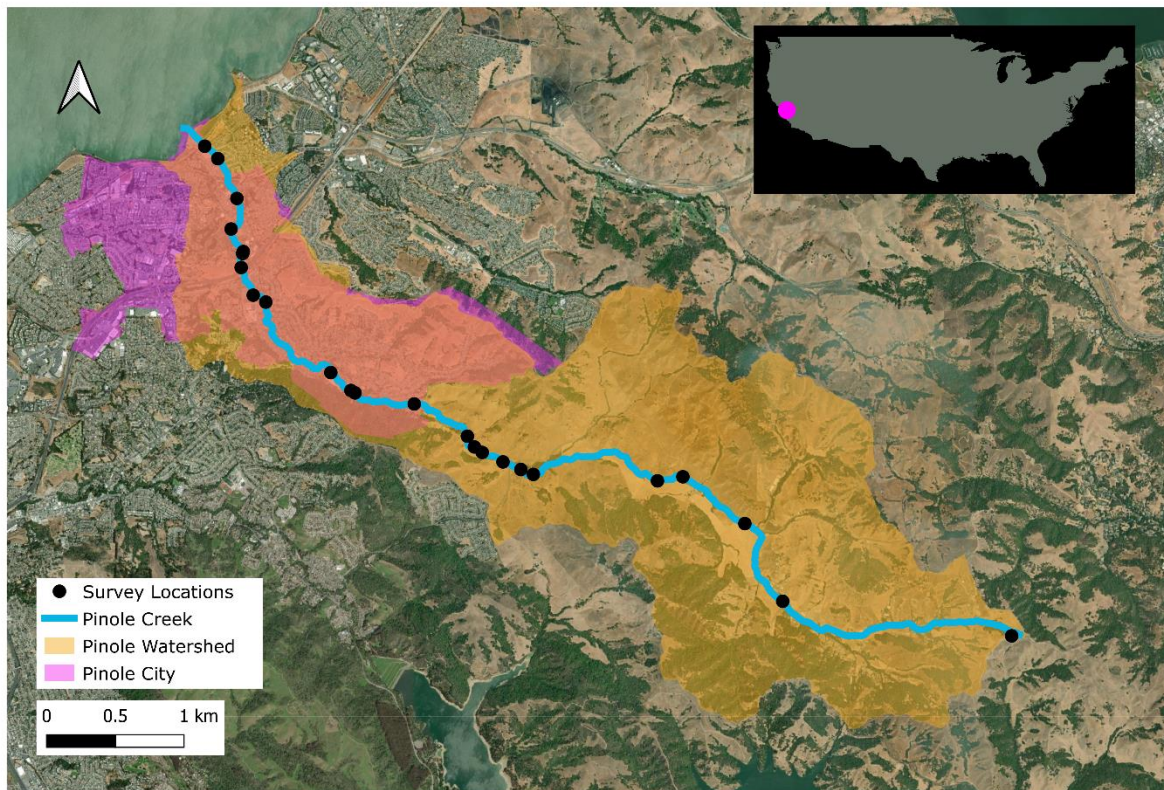 Survey Locations
Pinole Creek
Pinole Watershed
Pinole City
0 0.5 1 km